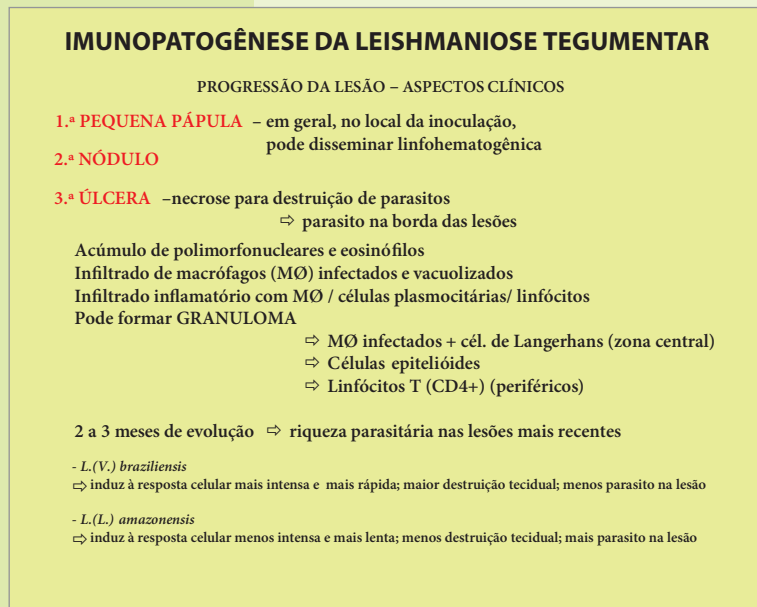 IMUNOPATOGÊNESE DA LEISHMANIOSE TEGUMENTAR
PROGRESSÃO DA LESÃO – ASPECTOS CLÍNICOS
1.ª PEQUENA PÁPULA – em geral, no local da inoculação,
pode disseminar linfohematogênica
2.ª NÓDULO
3.ª ÚLCERA –necrose para destruição de parasitos
⇨ parasito na borda das lesões
Acúmulo de polimorfonucleares e eosinófilos
Infiltrado de macrófagos (MØ) infectados e vacuolizados
Infiltrado inflamatório com MØ / células plasmocitárias/ linfócitos
Pode formar GRANULOMA
⇨ MØ infectados + cél. de Langerhans (zona central)
⇨ Células epitelióides
⇨ Linfócitos T (CD4+) (periféricos)
2 a 3 meses de evolução ⇨ riqueza parasitária nas lesões mais recentes
- L.(V.) braziliensis
⇨ induz à resposta celular mais intensa e mais rápida; maior destruição tecidual; menos parasito na lesão
- L.(L.) amazonensis
⇨ induz à resposta celular menos intensa e mais lenta; menos destruição tecidual; mais parasito na lesão